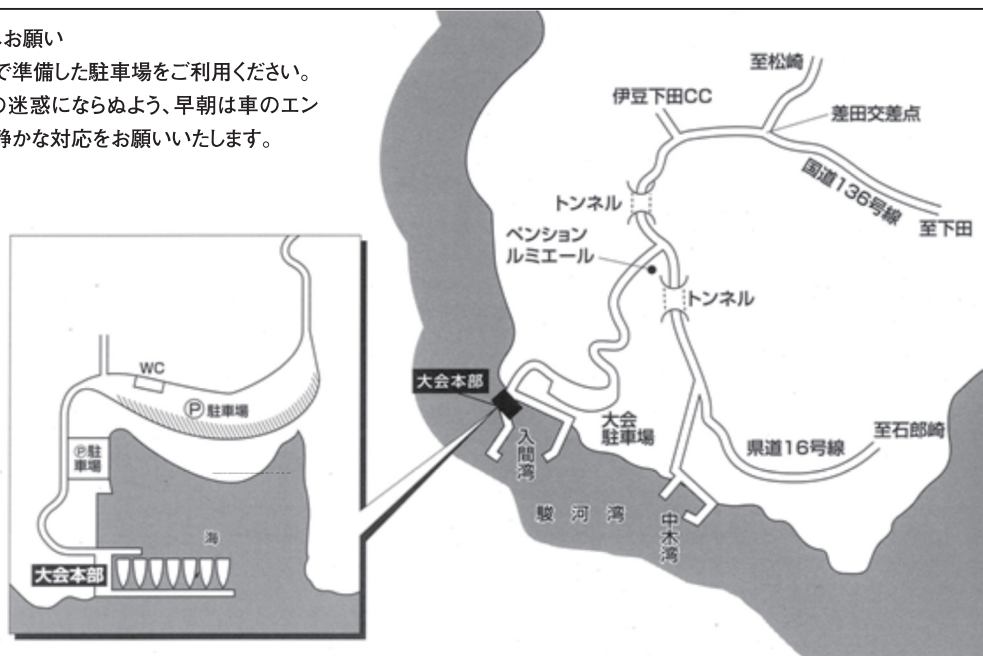 お願い
で準備した駐車場をご利用ください。
の迷惑にならぬよう、早朝は車のエン
静かな対応をお願いいたします。
至松崎
伊豆下田CC
差田交差点
国道136号線
至下田
トンネル
ペンション
ルミエール
トンネル
大会本部
大会
駐車場
入間湾
県道16号線
至石郎崎
駿河湾
中木湾
WC
Ⓟ 駐車場
Ⓟ駐
車場
海
大会本部